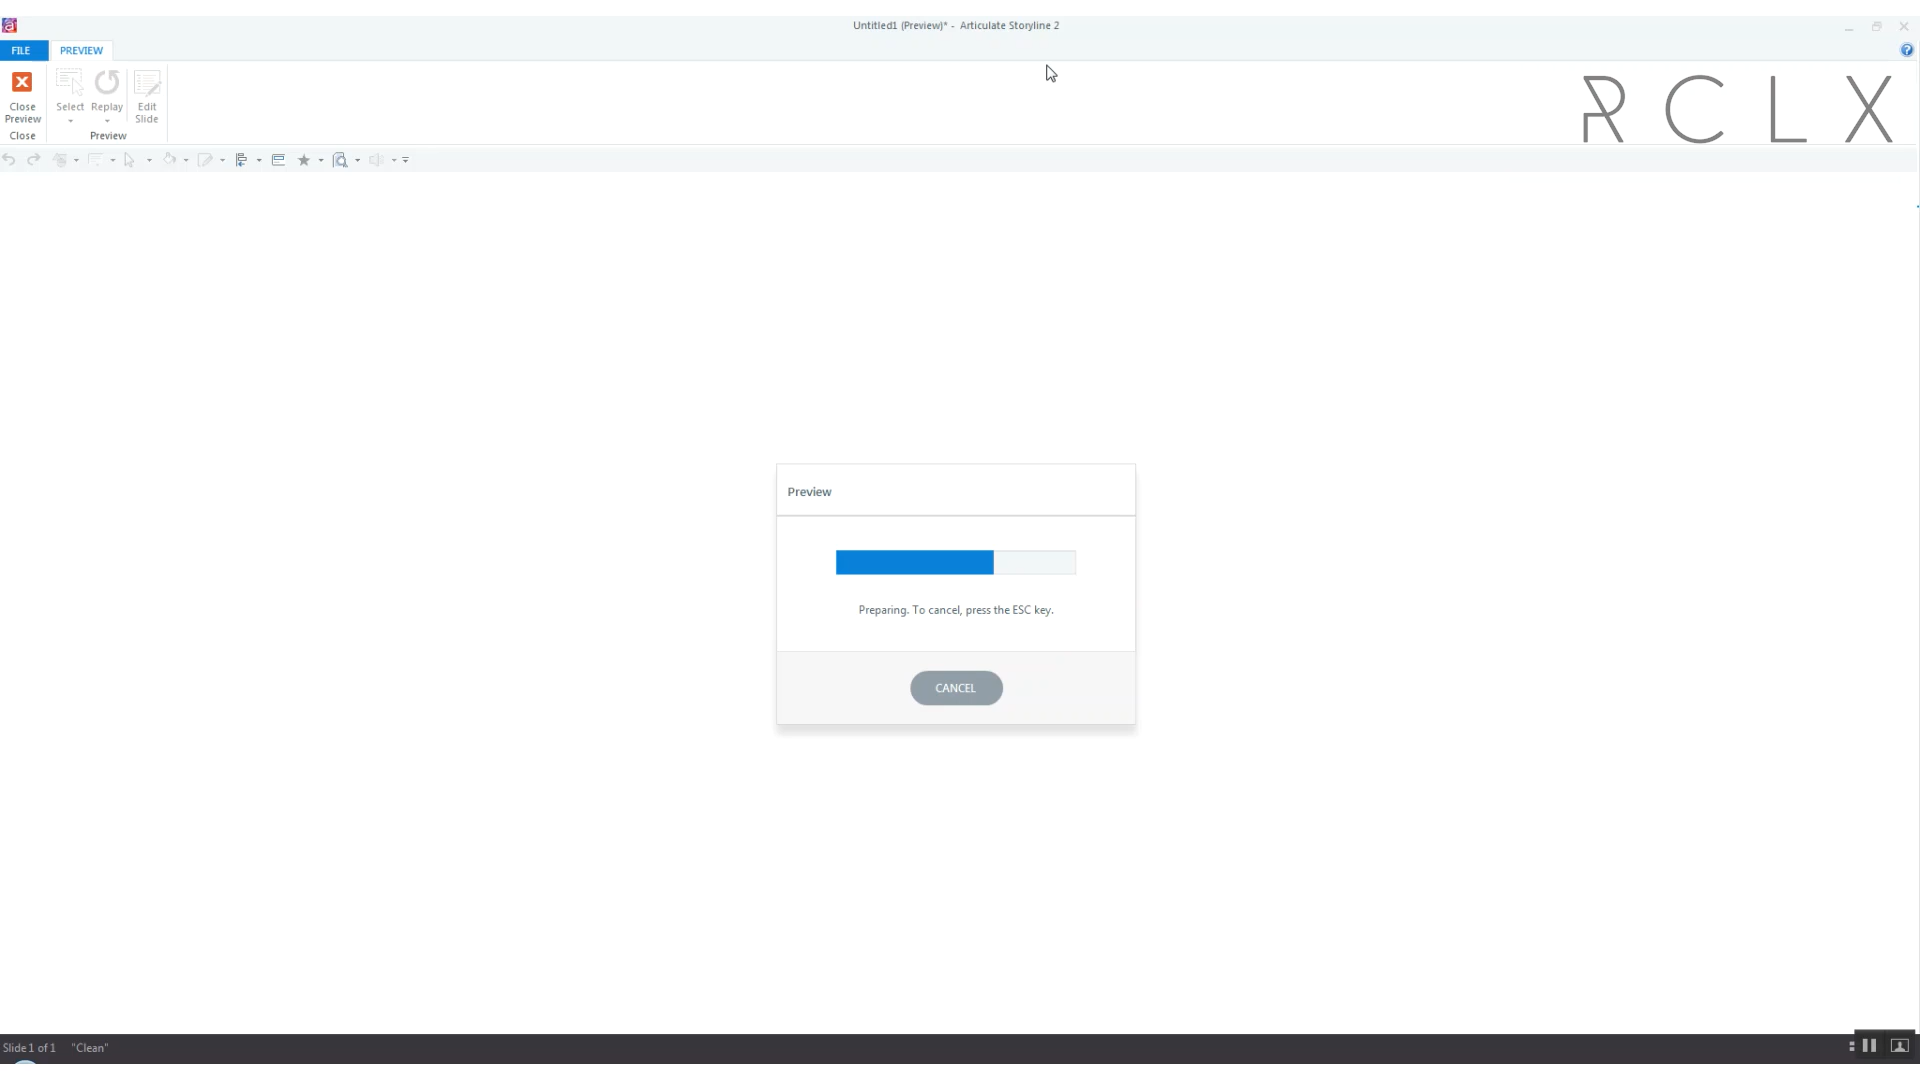 Untitled1 (Preview)* - Articulate Storyline 2
FILE
PREVIEW
Close
Preview
Select
Replay
Edit
Slide
Close
Preview
R C L X
Preview
Preparing. To cancel, press the ESC key.
CANCEL
Slide 1 of 1
"Clean"